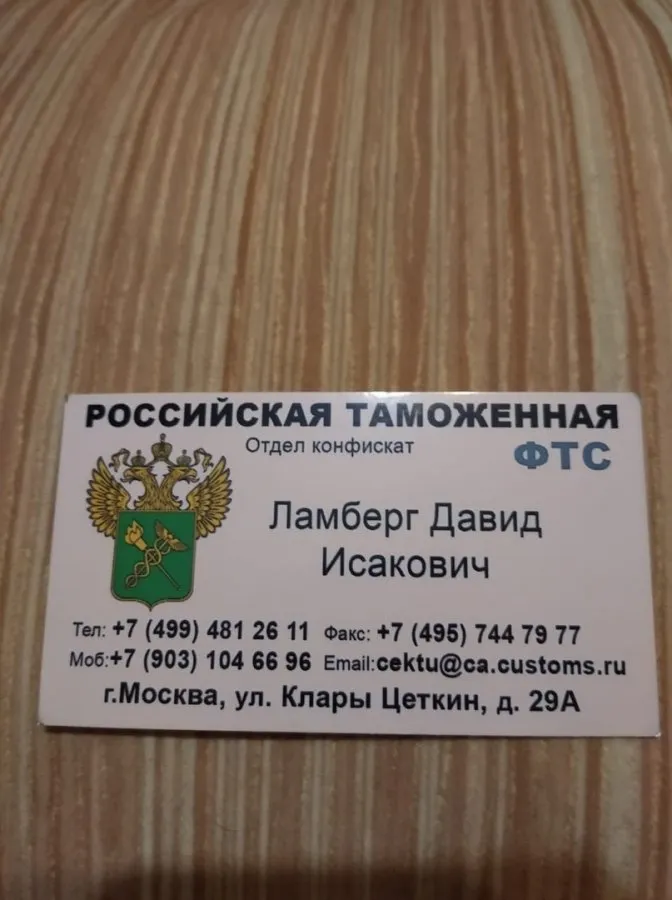 РОССИЙСКАЯ ТАМОЖЕННАЯ
Отдел конфискат
ФТС
Ламберг Давид
Исакович
Тел: +7 (499) 481 26 11 Факс: +7 (495) 744 79 77
Моб:+7 (903) 104 66 96 Email:cektu@ca.customs.ru
г.Москва, ул. Клары Цеткин, д. 29А